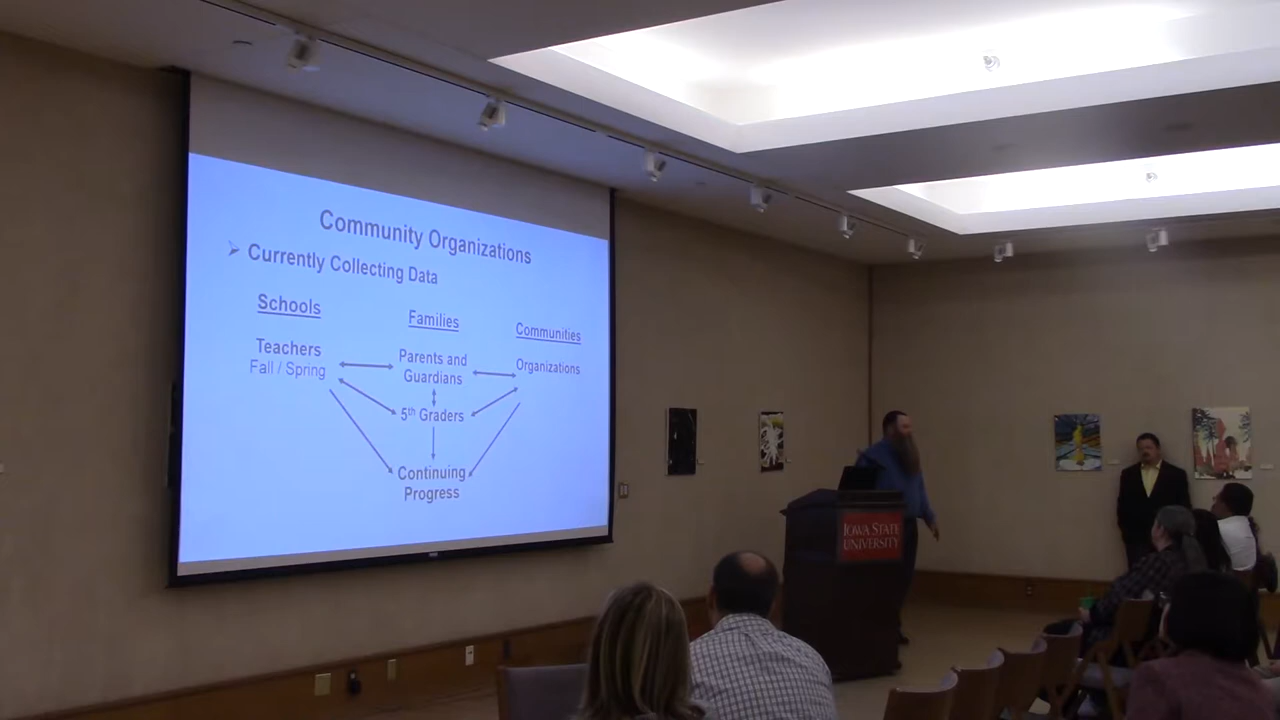 Community Organizations
Currently Collecting Data
Schools
Families
Communities
Teachers
Fall / Spring
Parents and
Guardians
Organizations
5th Graders
Continuing
Progress
IOWA STATE
UNIVERSITY